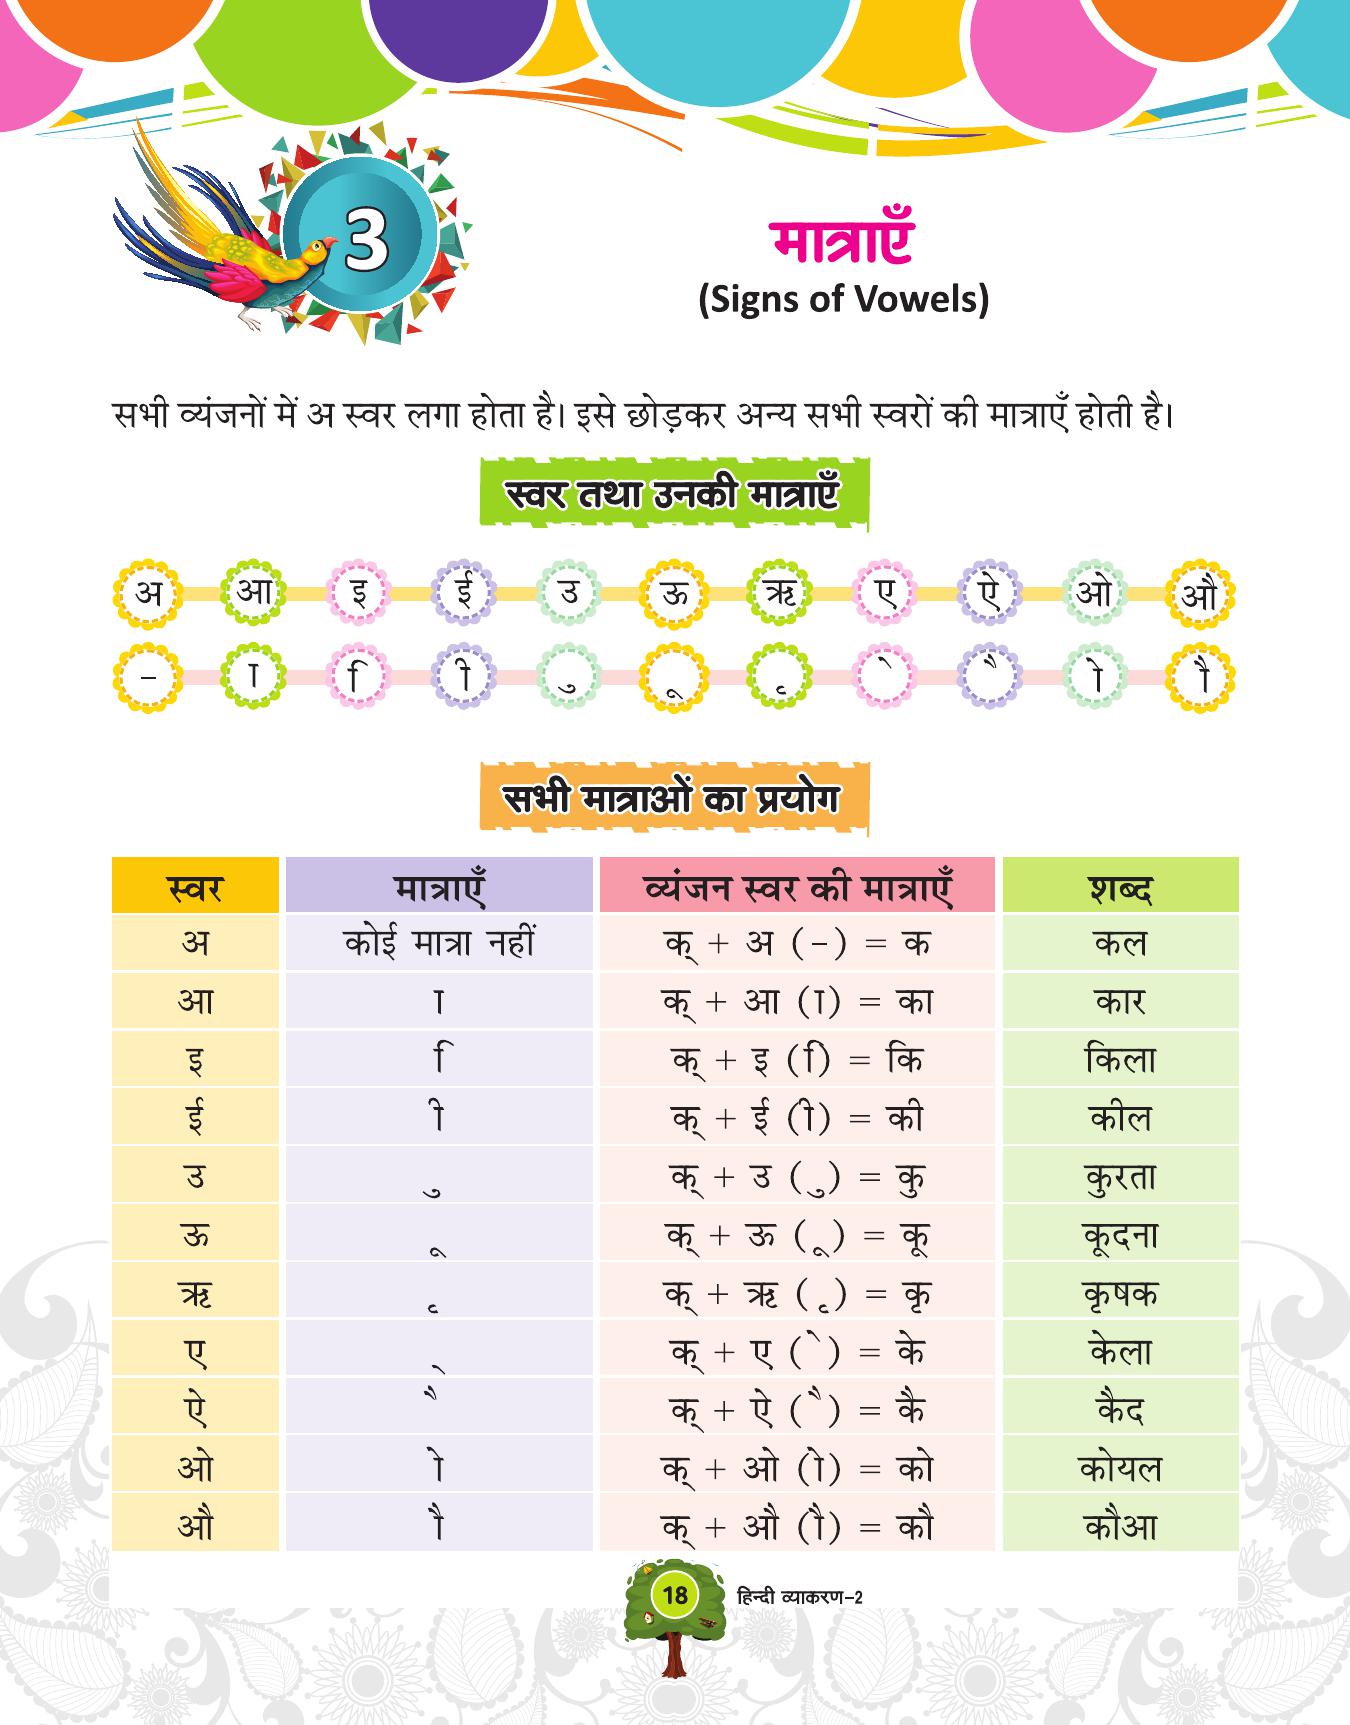 3
मात्राएँ
(Signs of Vowels)
सभी व्यंजनों में अ स्वर लगा होता है। इसे छोड़कर अन्य सभी स्वरों की मात्राएँ होती है।
स्वर तथा उनकी मात्राएँ
अ आ इ ई उ ऊ ऋ ए ऐ ओ औ
– ा ि ी ु ू ृ े ै ो ौ
सभी मात्राओं का प्रयोग
स्वर मात्राएँ व्यंजन स्वर की मात्राएँ शब्द
अ कोई मात्रा नहीं क् + अ (–) = क कल
आ ा क् + आ (ा) = का कार
इ ि क् + इ (ि) = कि किला
ई ी क् + ई (ी) = की कील
उ ु क् + उ (ु) = कु कुरता
ऊ ू क् + ऊ (ू) = कू कूदना
ऋ ृ क् + ऋ (ृ) = कृ कृषक
ए े क् + ए (े) = के केला
ऐ ै क् + ऐ (ै) = कै कैद
ओ ो क् + ओ (ो) = को कोयल
औ ौ क् + औ (ौ) = कौ कौआ
18 हिन्दी व्याकरण–2